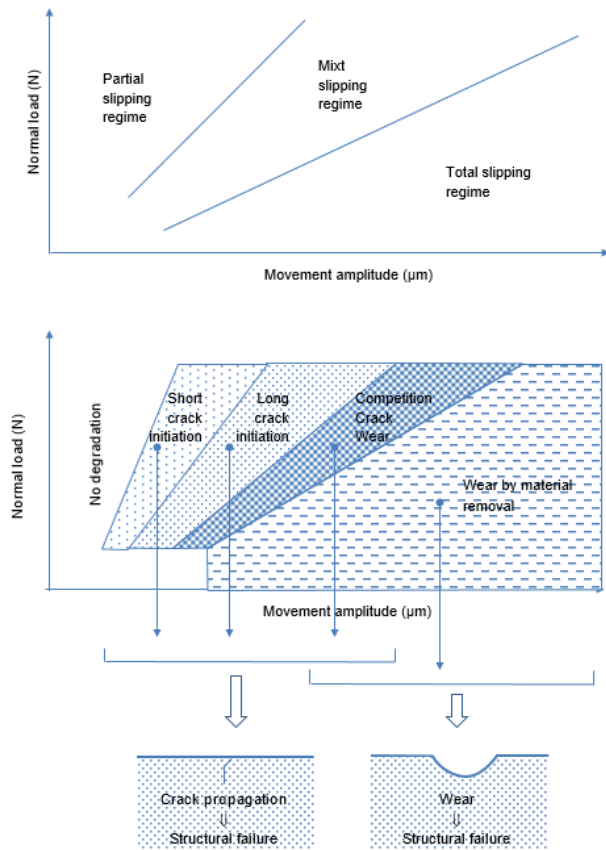 Normal load (N)
Partial
slipping
regime
Mixt
slipping
regime
Total slipping
regime
Movement amplitude (µm)
Normal load (N)
No degradation
Short
crack
initiation
Long
crack
initiation
Competition
Crack
Wear
Wear by material
removal
Movement amplitude (µm)
Crack propagation
⇓
Structural failure
Wear
⇓
Structural failure